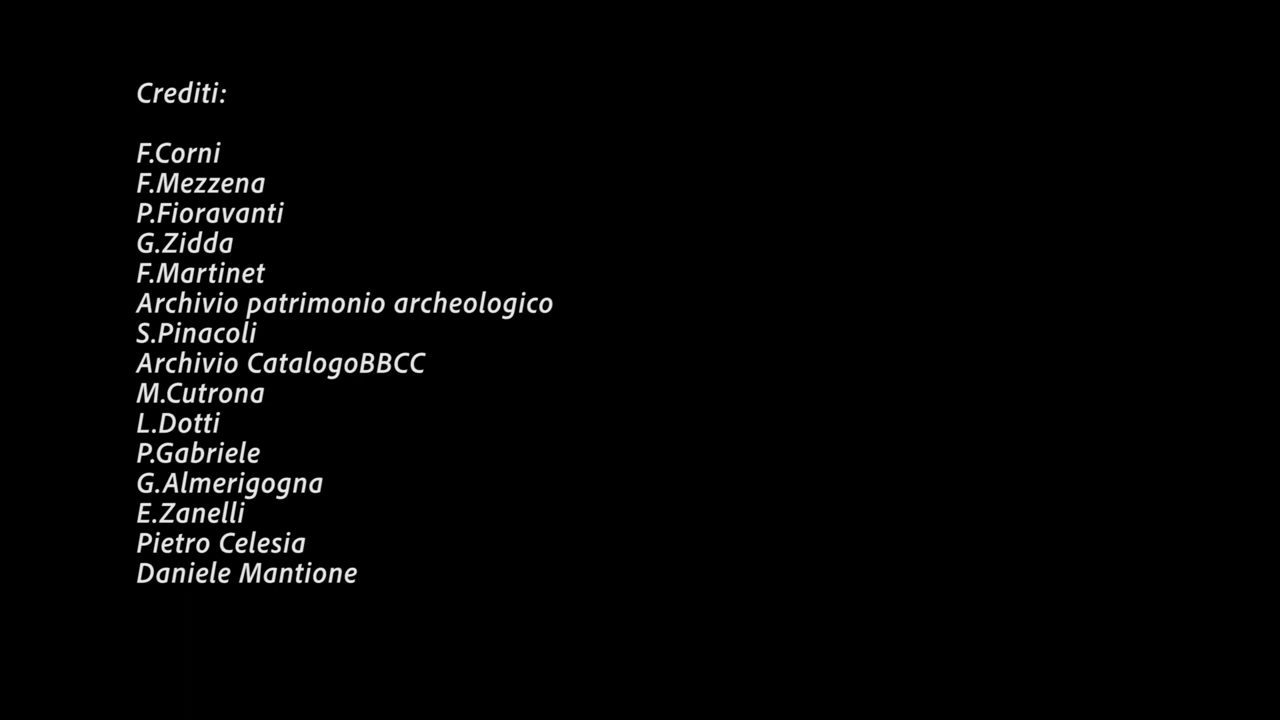 Crediti:
F.Corni
F.Mezzena
P.Fioravanti
G.Zidda
F.Martinet
Archivio patrimonio archeologico
S.Pinacoli
Archivio CatalogoBBCC
M.Cutrona
L.Dotti
P.Gabriele
G.Almerigogna
E.Zanelli
Pietro Celesia
Daniele Mantione